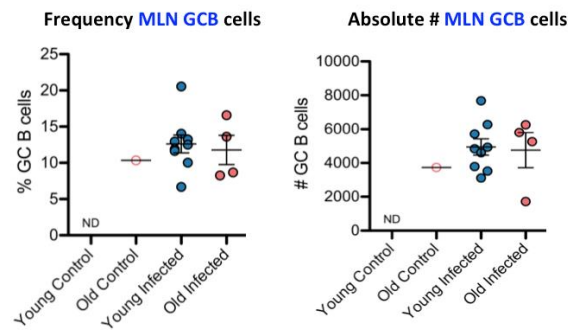 Frequency MLN GCB cells
% GC B cells
25
20
15
10
5
0
ND
Young Control
Old Control
Young Infected
Old Infected
Absolute # MLN GCB cells
# GC B cells
10000
8000
6000
4000
2000
0
ND
Young Control
Old Control
Young Infected
Old Infected